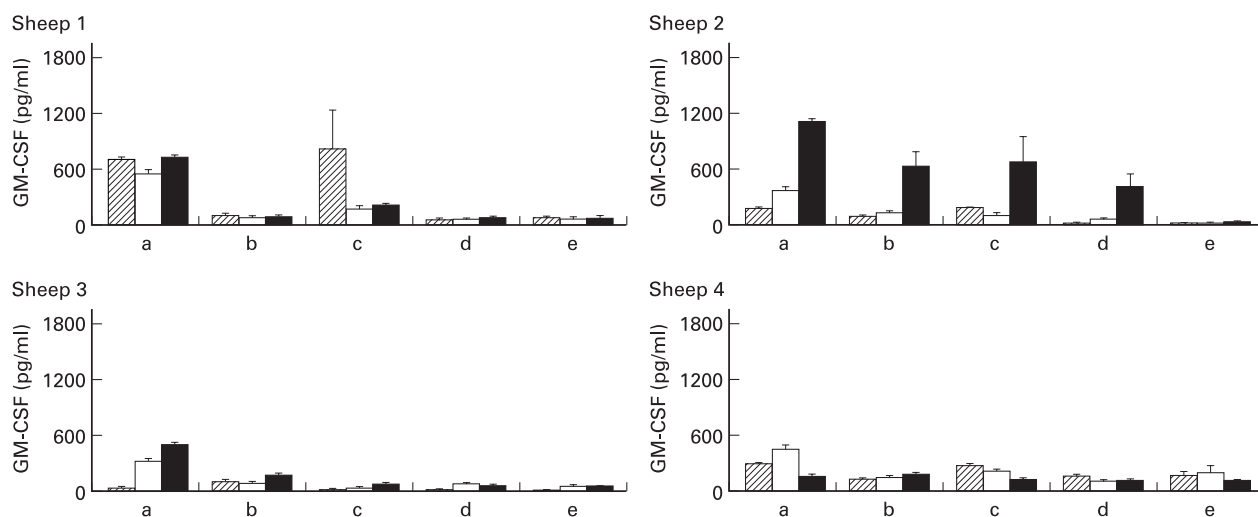 Sheep 1
GM-CSF (pg/ml)
1800
1200
600
0
a b c d e
Sheep 2
GM-CSF (pg/ml)
1800
1200
600
0
a b c d e
Sheep 3
GM-CSF (pg/ml)
1800
1200
600
0
a b c d e
Sheep 4
GM-CSF (pg/ml)
1800
1200
600
0
a b c d e